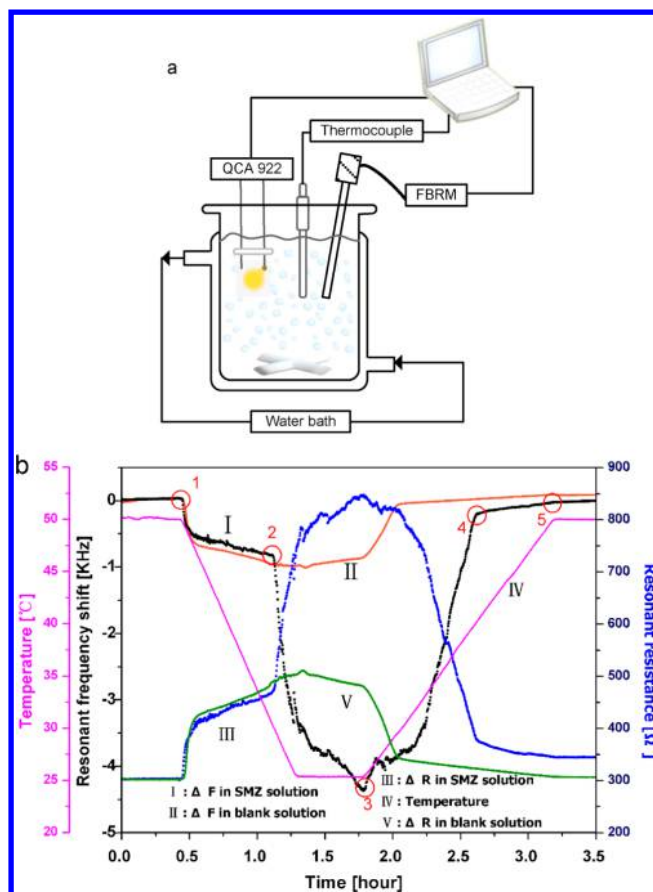 a
Thermocouple
QCA 922
FBRM
Water bath
b
Temperature [℃]
55
50
45
40
35
30
25
20
Resonant frequency shift [KHz]
0
-1
-2
-3
-4
-5
1
2
3
4
5
I
II
III
IV
V
I : Δ F in SMZ solution
II : Δ F in blank solution
III : Δ R in SMZ solution
IV : Temperature
V : Δ R in blank solution
900
850
800
700
600
500
400
300
200
Resonant resistance [Ω]
0.0 0.5 1.0 1.5 2.0 2.5 3.0 3.5
Time [hour]